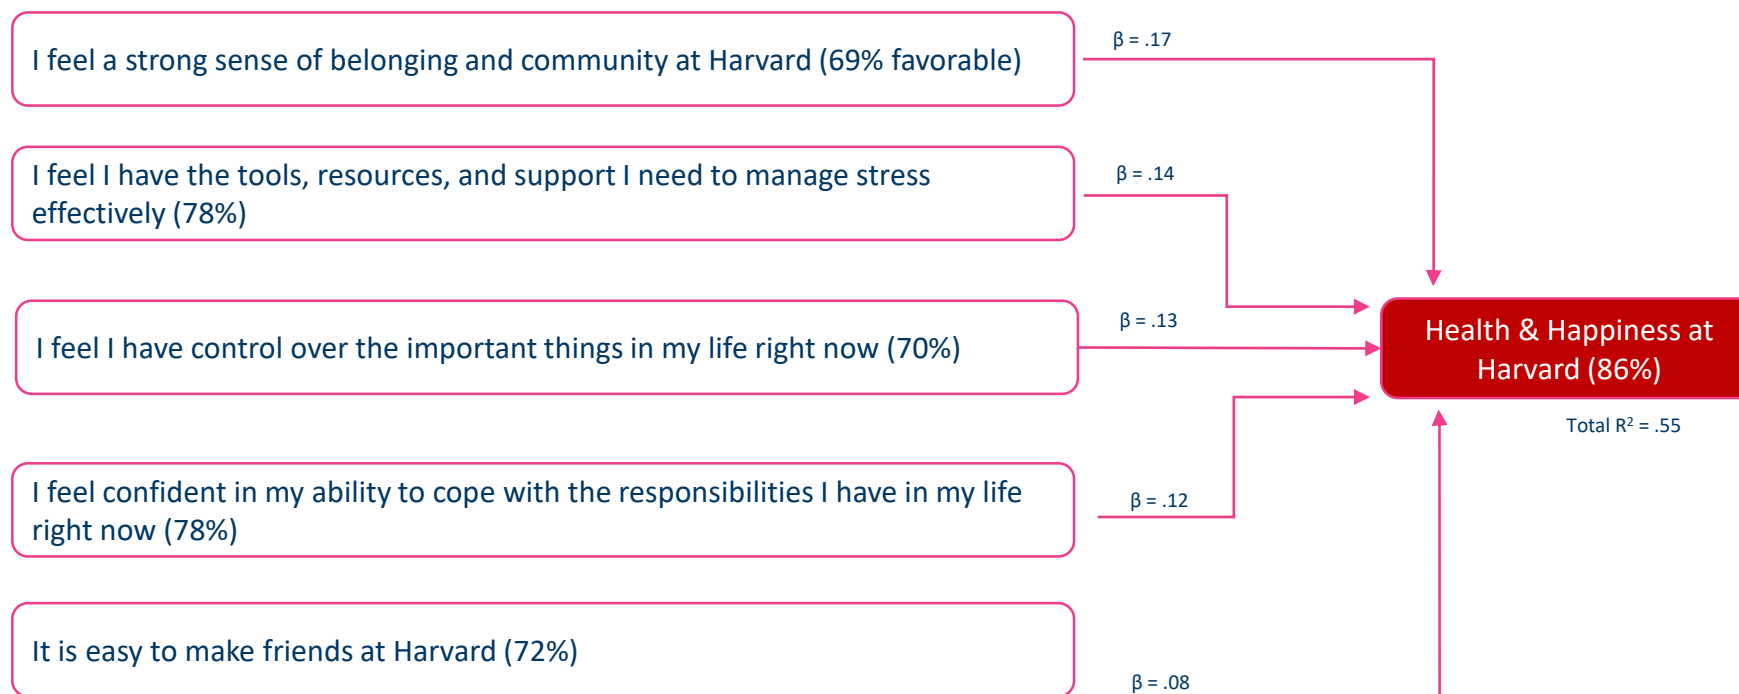 β = .17
I feel a strong sense of belonging and community at Harvard (69% favorable)
β = .14
I feel I have the tools, resources, and support I need to manage stress
effectively (78%)
β = .13
I feel I have control over the important things in my life right now (70%)
Health & Happiness at
Harvard (86%)
Total R² = .55
I feel confident in my ability to cope with the responsibilities I have in my life
right now (78%)
β = .12
It is easy to make friends at Harvard (72%)
β = .08